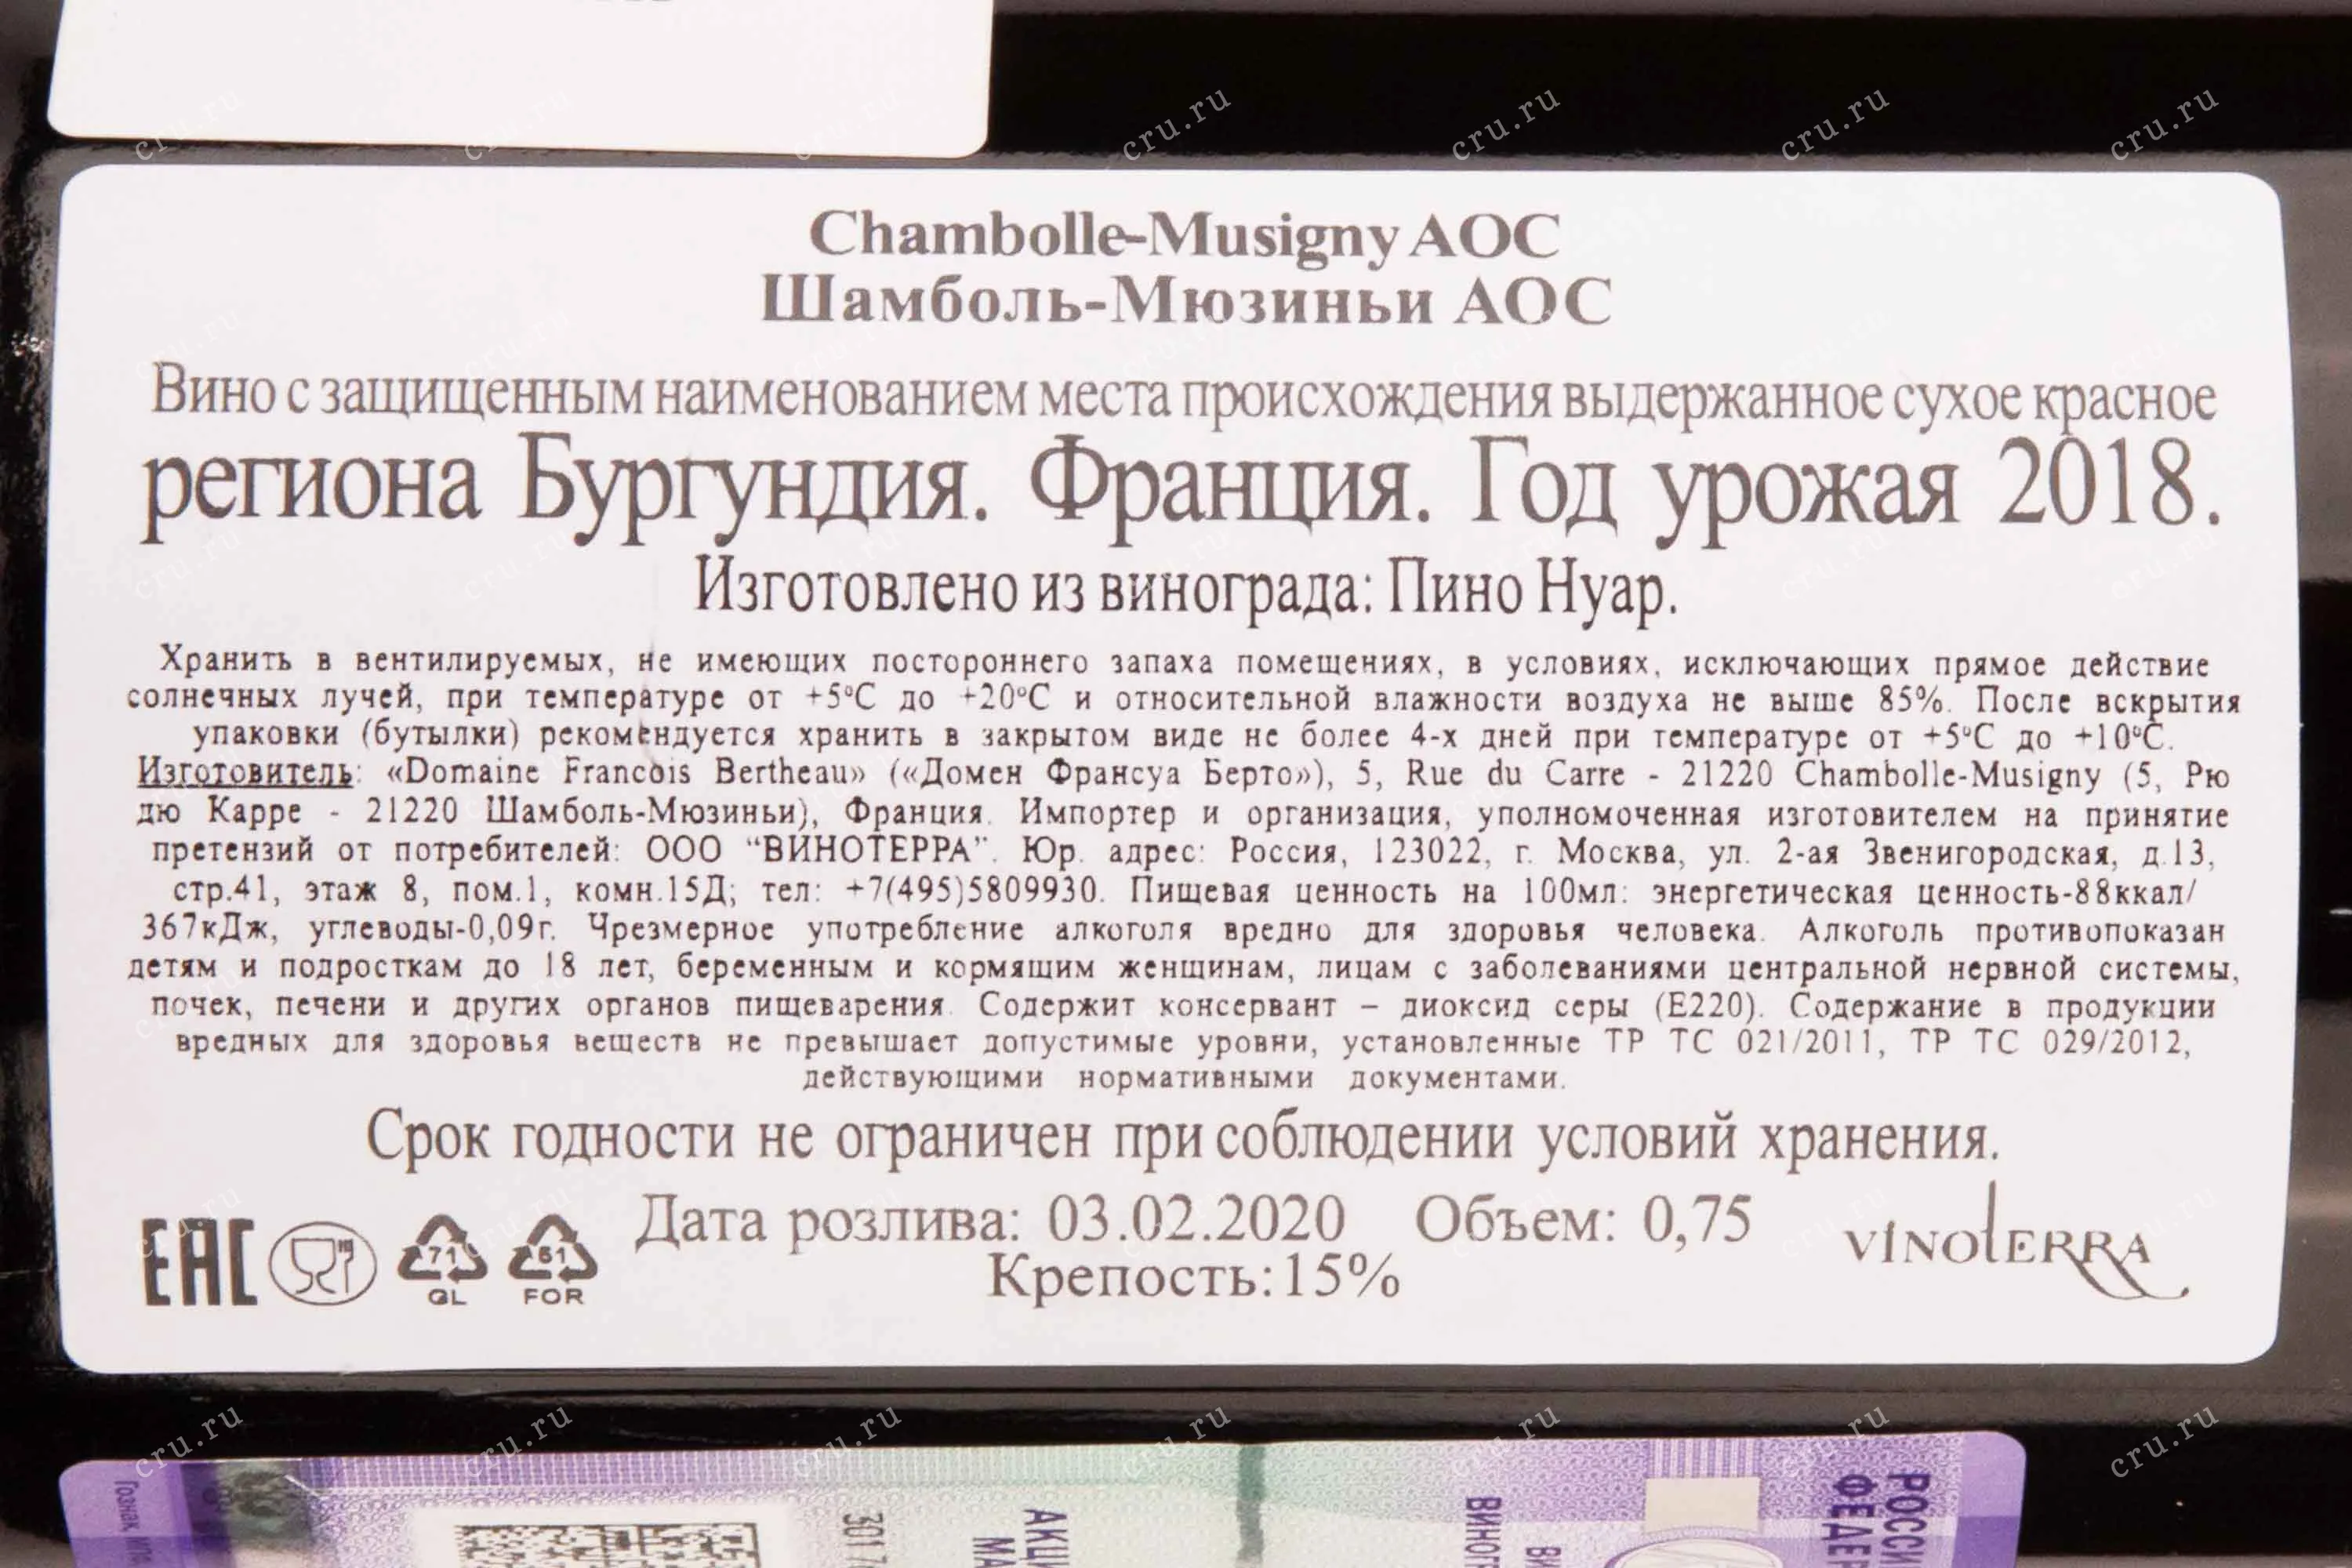 Chambolle-Musigny AOC
Шамболь-Мюзиньи АОС
Вино с защищенным наименованием места происхождения выдержанное сухое красное
региона Бургундия. Франция. Год урожая 2018.
Изготовлено из винограда: Пино Нуар.
Хранить в вентилируемых, не имеющих постороннего запаха помещениях, в условиях, исключающих прямое действие
солнечных лучей, при температуре от +5°C до +20°C и относительной влажности воздуха не выше 85%. После вскрытия
упаковки (бутылки) рекомендуется хранить в закрытом виде не более 4-х дней при температуре от +5°C до +10°C.
Изготовитель: «Domaine Francois Bertheau» («Домен Франсуа Берто»), 5, Rue du Carre - 21220 Chambolle-Musigny (5, Рю
дю Карре - 21220 Шамболь-Мюзиньи), Франция. Импортер и организация, уполномоченная изготовителем на принятие
претензий от потребителей: ООО “ВИНОТЕРРА”. Юр. адрес: Россия, 123022, г. Москва, ул. 2-ая Звенигородская, д.13,
стр.41, этаж 8, пом.1, комн.15Д; тел: +7(495)5809930. Пищевая ценность на 100мл: энергетическая ценность-88ккал/
367кДж, углеводы-0,09г. Чрезмерное употребление алкоголя вредно для здоровья человека. Алкоголь противопоказан
детям и подросткам до 18 лет, беременным и кормящим женщинам, лицам с заболеваниями центральной нервной системы,
почек, печени и других органов пищеварения. Содержит консервант – диоксид серы (Е220). Содержание в продукции
вредных для здоровья веществ не превышает допустимые уровни, установленные ТР ТС 021/2011, ТР ТС 029/2012,
действующими нормативными документами.
Срок годности не ограничен при соблюдении условий хранения.
Дата розлива: 03.02.2020 Объем: 0,75
Крепость:15%
EAC
71
GL
51
FOR
VINOTERRA
cru.ru